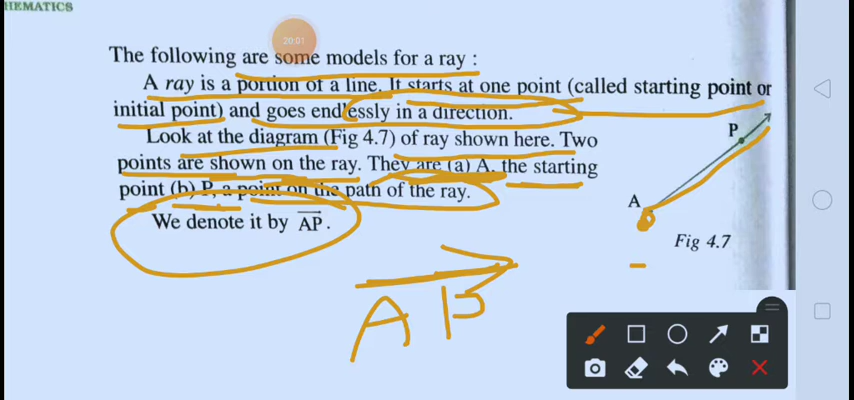 HEMATICS
20:01
The following are some models for a ray :
A ray is a portion of a line. It starts at one point (called starting point or
initial point) and goes endlessly in a direction.
Look at the diagram (Fig 4.7) of ray shown here. Two
points are shown on the ray. They are (a) A, the starting
point (b) P, a point on the path of the ray.
We denote it by AP.
P
A
Fig 4.7
A P